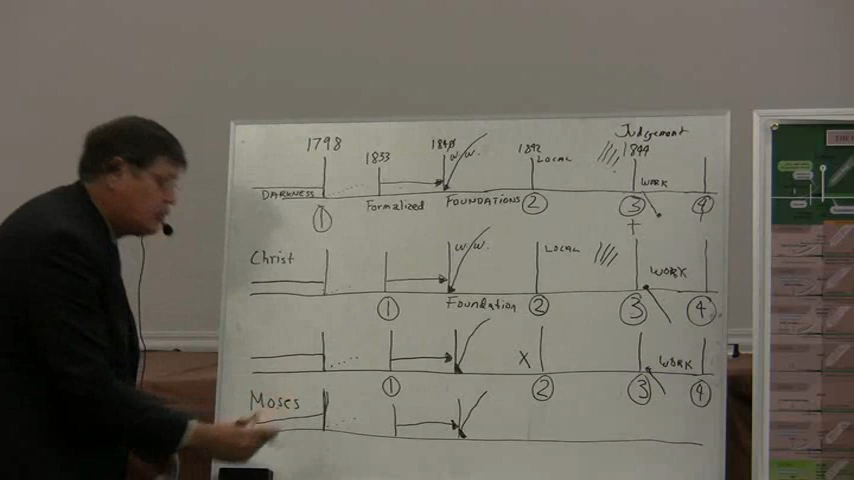 Judgement
1798 1833 1840 w/w. 1842 LOCAL 1844
DARKNESS WORK
1 Formalized FOUNDATIONS 2 3 4
Christ w/w. LOCAL WORK
1 Foundation 2 3 4
X WORK
1 2 3 4
Moses